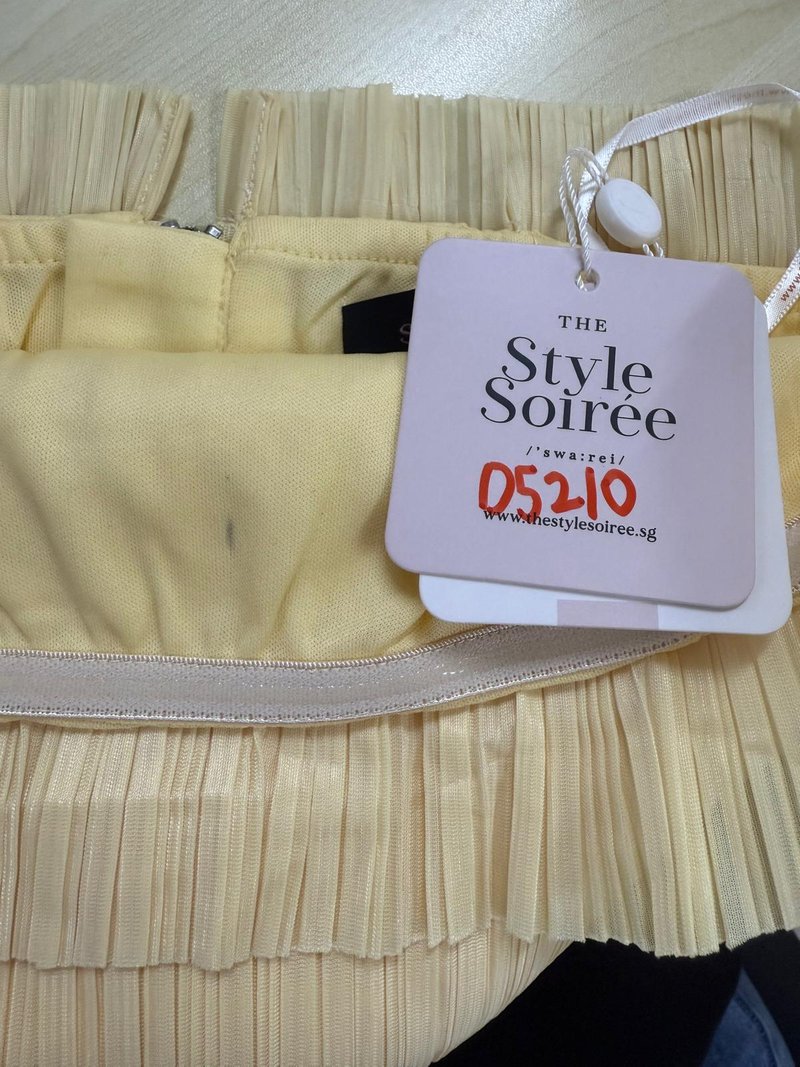 THE
Style
Soirée
/'swa:rei/
D5210
www.thestylesoiree.sg